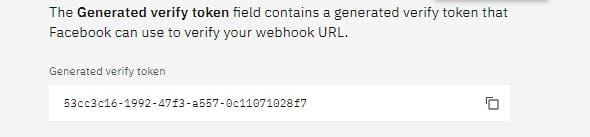 The Generated verify token field contains a generated verify token that
Facebook can use to verify your webhook URL.
Generated verify token
53cc3c16-1992-47f3-a557-0c11071028f7